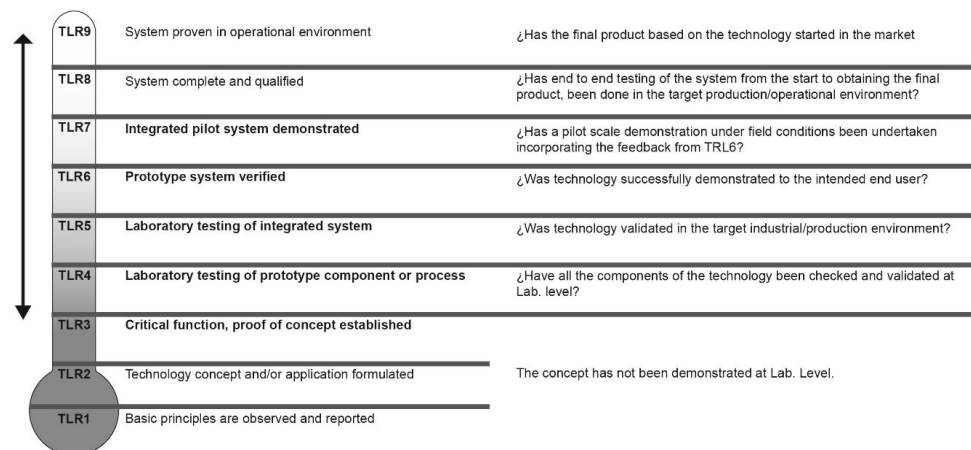 TLR9 System proven in operational environment ¿Has the final product based on the technology started in the market
TLR8 System complete and qualified ¿Has end to end testing of the system from the start to obtaining the final
product, been done in the target production/operational environment?
TLR7 Integrated pilot system demonstrated ¿Has a pilot scale demonstration under field conditions been undertaken
incorporating the feedback from TRL6?
TLR6 Prototype system verified ¿Was technology successfully demonstrated to the intended end user?
TLR5 Laboratory testing of integrated system ¿Was technology validated in the target industrial/production environment?
TLR4 Laboratory testing of prototype component or process ¿Have all the components of the technology been checked and validated at
Lab. level?
TLR3 Critical function, proof of concept established
TLR2 Technology concept and/or application formulated The concept has not been demonstrated at Lab. Level.
TLR1 Basic principles are observed and reported